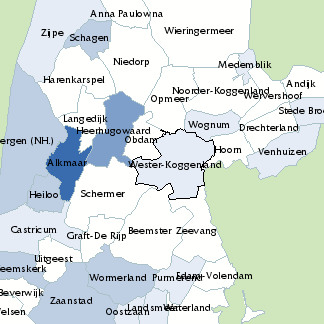 Anna Paulowna
Wieringermeer
Zijpe
Schagen
Niedorp
Medemblik
Harenkarspel
Andijk
Noorder-Koggenland
Wervershoof
Opmeer
Stede Bro
Langedijk
Wognum
Drechterland
Heerhugowaard
Obdam
ergen (NH.)
Hoorn
Venhuizen
Alkmaar
Wester-Koggenland
Heiloo
Schermer
Castricum
Graft-De Rijp
Beemster
Zeevang
Uitgeest
eemskerk
Wormerland
Purmerend
Edam-Volendam
Beverwijk
Zaanstad
Velsen
Oostzaan
Landsmeer
Waterland